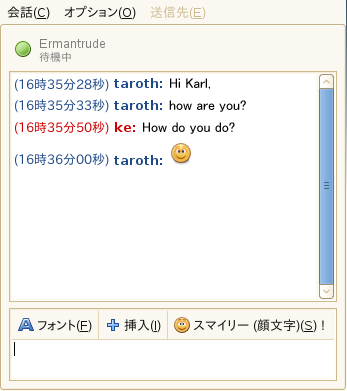 会話(C) オプション(O) 送信先(E)
Ermantrude
待機中
(16時35分28秒) taroth: Hi Karl,
(16時35分33秒) taroth: how are you?
(16時35分50秒) ke: How do you do?
(16時36分00秒) taroth:
フォント(F) 挿入(I) スマイリー (顔文字)(S) !